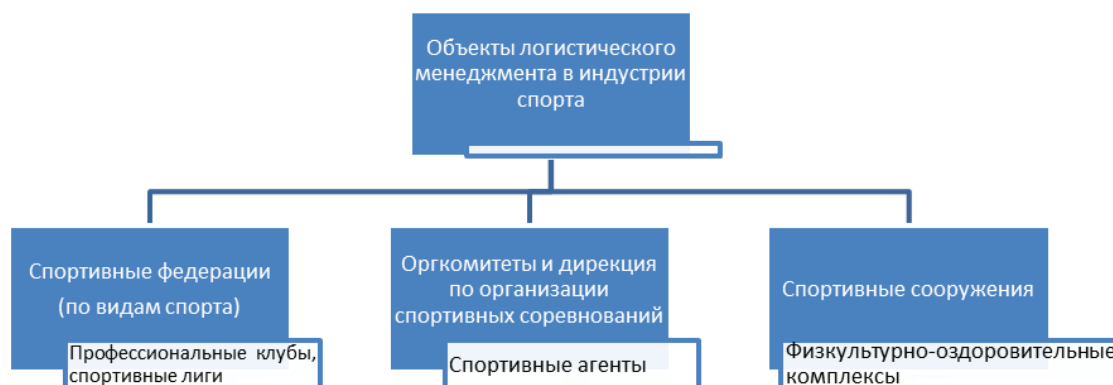 Объекты логистического
менеджмента в индустрии
спорта
Спортивные федерации
(по видам спорта)
Профессиональные клубы,
спортивные лиги
Оргкомитеты и дирекция
по организации
спортивных соревнований
Спортивные агенты
Спортивные сооружения
Физкультурно-оздоровительные
комплексы